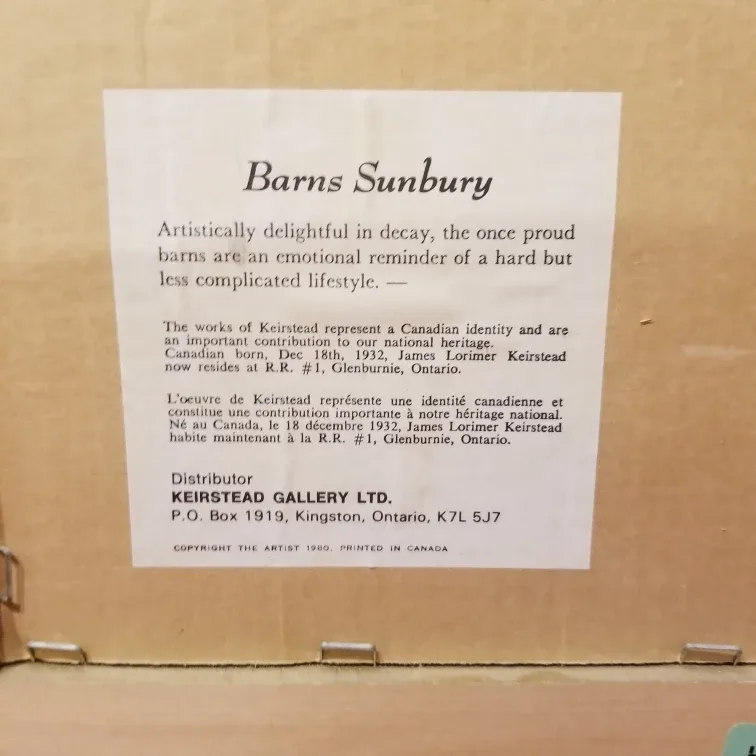 Barns Sunbury
Artistically delightful in decay, the once proud
barns are an emotional reminder of a hard but
less complicated lifestyle. —
The works of Keirstead represent a Canadian identity and are
an important contribution to our national heritage.
Canadian born, Dec 18th, 1932, James Lorimer Keirstead
now resides at R.R. #1, Glenburnie, Ontario.
L'oeuvre de Keirstead représente une identité canadienne et
constitue une contribution importante à notre héritage national.
Né au Canada, le 18 décembre 1932, James Lorimer Keirstead
habite maintenant à la R.R. #1, Glenburnie, Ontario.
Distributor
KEIRSTEAD GALLERY LTD.
P.O. Box 1919, Kingston, Ontario, K7L 5J7
COPYRIGHT THE ARTIST 1980. PRINTED IN CANADA